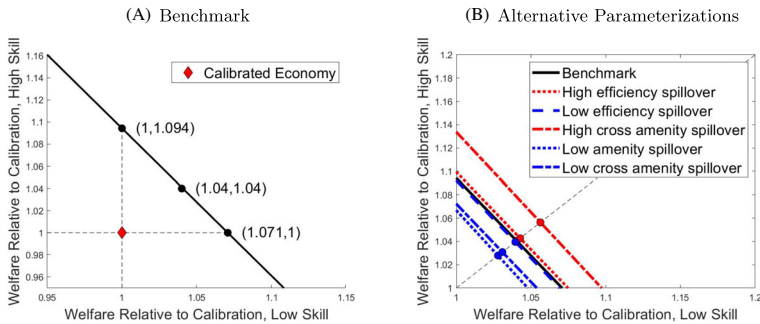 (A) Benchmark
Welfare Relative to Calibration, High Skill
1.16
1.14
1.12
1.1
1.08
1.06
1.04
1.02
1
0.98
0.96
Calibrated Economy
(1,1.094)
(1.04,1.04)
(1.071,1)
0.95 1 1.05 1.1 1.15
Welfare Relative to Calibration, Low Skill
(B) Alternative Parameterizations
Welfare Relative to Calibration, High Skill
1.2
1.18
1.16
1.14
1.12
1.1
1.08
1.06
1.04
1.02
1
Benchmark
High efficiency spillover
Low efficiency spillover
High cross amenity spillover
Low amenity spillover
Low cross amenity spillover
1 1.05 1.1 1.15 1.2
Welfare Relative to Calibration, Low Skill